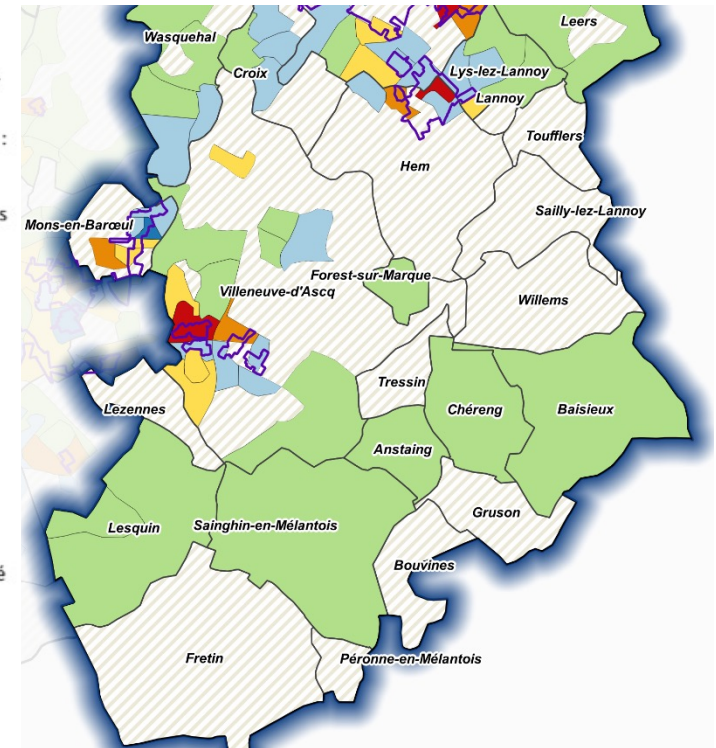 Leers
Wasquehal
Croix
Lys-lez-Lannoy
Lannoy
:
Toufflers
Hem
s
Sailly-lez-Lannoy
Mons-en-Barœul
Forest-sur-Marque
Villeneuve-d'Ascq
Willems
Tressin
Lezennes
Chéreng
Baisieux
Anstaing
Gruson
Lesquin
Sainghin-en-Mélantois
Bouvines
é
Fretin
Péronne-en-Mélantois